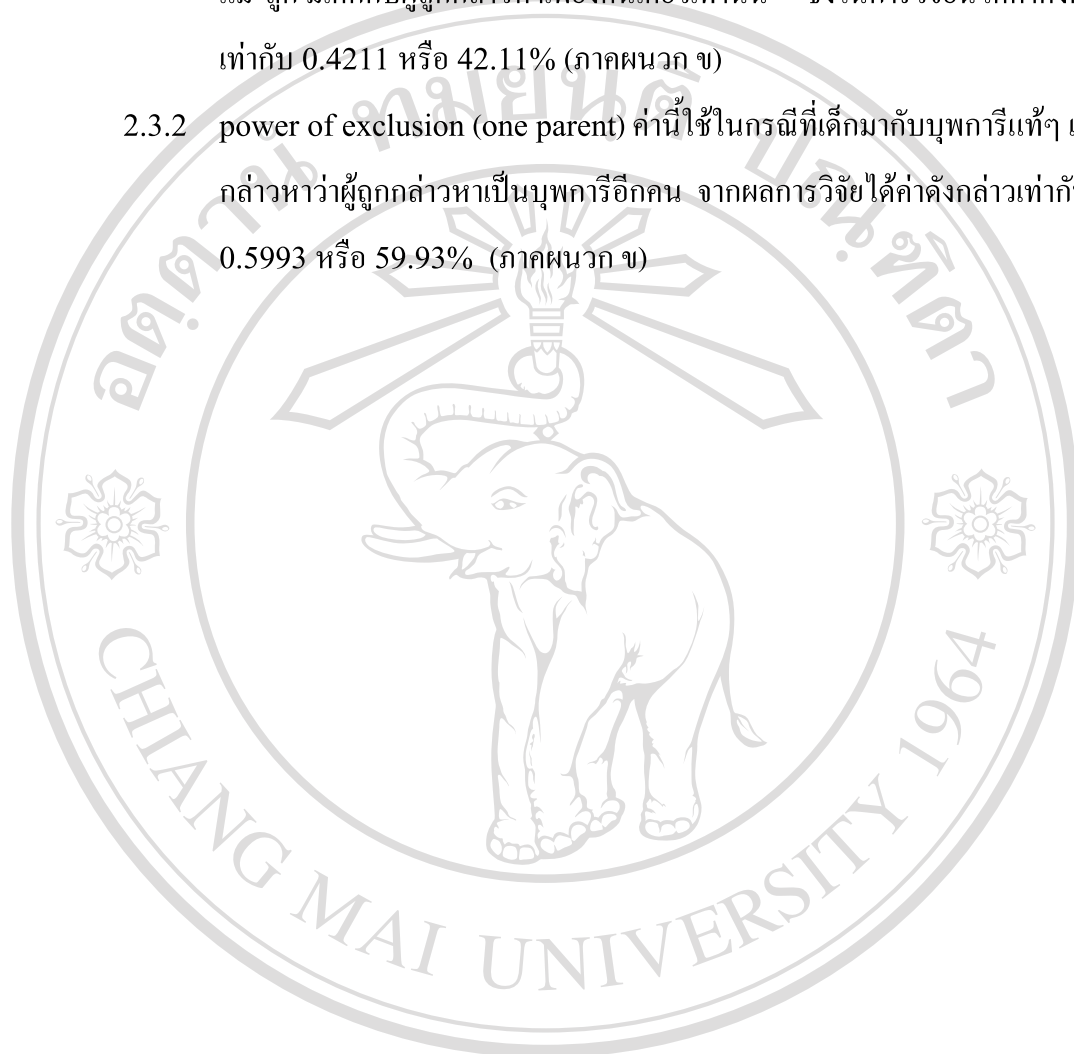 เท่ากับ 0.4211 หรือ 42.11% (ภาคผนวก ข)
2.3.2 power of exclusion (one parent) ค่านี้ใช้ในกรณีที่เด็กมากับบุพการีแท้ๆ
กล่าวหาว่าผู้ถูกกล่าวหาเป็นบุพการีอีกคน จากผลการวิจัยได้ค่าดังกล่าว
0.5993 หรือ 59.93% (ภาคผนวก ข)
CHIANG MAI UNIVERSITY 1964